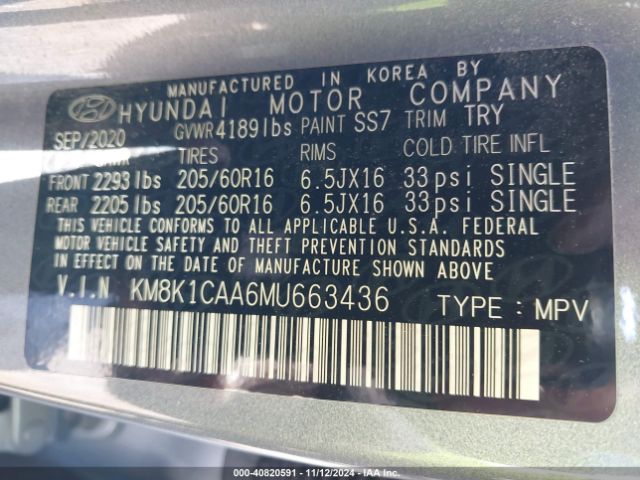 MANUFACTURED IN KOREA BY
HYUNDAI MOTOR COMPANY
SEP/2020 GVWR 4189 lbs PAINT SS7 TRIM TRY
TIRES RIMS COLD TIRE INFL
FRONT 2293 lbs 205/60R16 6.5JX16 33 psi SINGLE
REAR 2205 lbs 205/60R16 6.5JX16 33 psi SINGLE
THIS VEHICLE CONFORMS TO ALL APPLICABLE U.S.A. FEDERAL
MOTOR VEHICLE SAFETY AND THEFT PREVENTION STANDARDS
IN EFFECT ON THE DATE OF MANUFACTURE SHOWN ABOVE
V.I.N KM8K1CAA6MU663436 TYPE : MPV
000-40820591 - 11/12/2024 - IAA Inc.